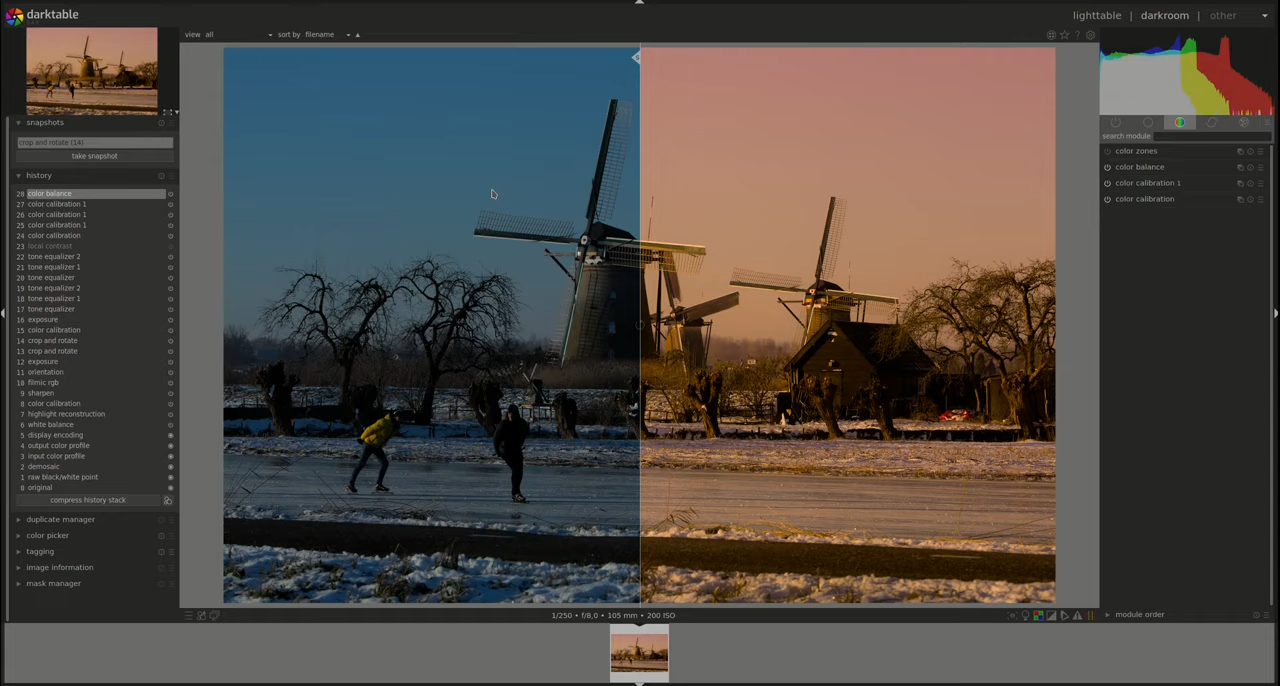 darktable
lighttable | darkroom | other
view all sort by filename
snapshots
crop and rotate (14)
take snapshot
history
28 color balance
27 color calibration 1
26 color calibration 1
25 color calibration 1
24 color calibration
23 local contrast
22 tone equalizer 2
21 tone equalizer 1
20 tone equalizer
19 tone equalizer 2
18 tone equalizer 1
17 tone equalizer
16 exposure
15 color calibration
14 crop and rotate
13 crop and rotate
12 exposure
11 orientation
10 filmic rgb
9 sharpen
8 color calibration
7 highlight reconstruction
6 white balance
5 display encoding
4 output color profile
3 input color profile
2 demosaic
1 raw black/white point
0 original
compress history stack
duplicate manager
color picker
tagging
image information
mask manager
1/250 • f/8,0 • 105 mm • 200 ISO
search module
color zones
color balance
color calibration 1
color calibration
module order